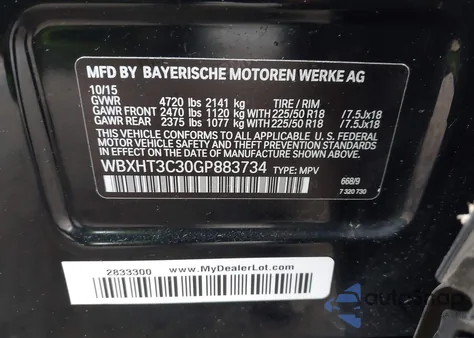 MFD BY BAYERISCHE MOTOREN WERKE AG
10/15
GVWR 4720 lbs 2141 kg TIRE / RIM
GAWR FRONT 2470 lbs 1120 kg WITH 225/50 R18 /7.5Jx18
GAWR REAR 2375 lbs 1077 kg WITH 225/50 R18 /7.5Jx18
THIS VEHICLE CONFORMS TO ALL APPLICABLE U.S. FEDERAL
MOTOR VEHICLE SAFETY, BUMPER
AND THEFT PREVENTION STANDARDS IN EFFECT ON THE
DATE OF MANUFACTURE SHOWN ABOVE.
WBXHT3C30GP883734 TYPE: MPV
668/9
7 320 730
2833300 www.MyDealerLot.com
autosnap